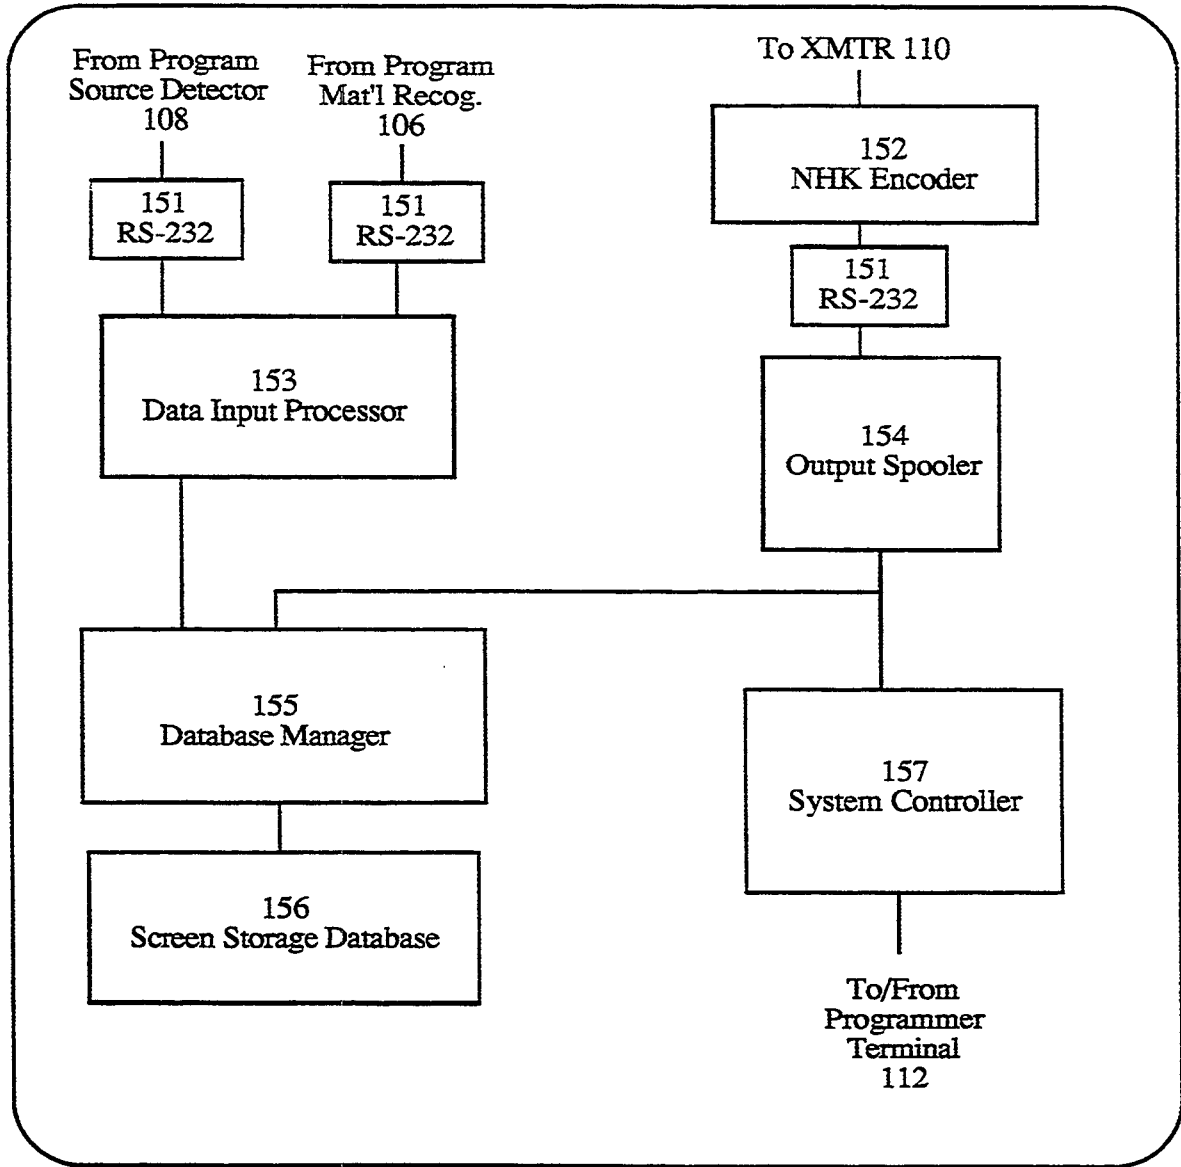 From Program
Source Detector
108
From Program
Mat'l Recog.
106
To XMTR 110
151
RS-232
151
RS-232
152
NHK Encoder
151
RS-232
153
Data Input Processor
154
Output Spooler
155
Database Manager
157
System Controller
156
Screen Storage Database
To/From
Programmer
Terminal
112